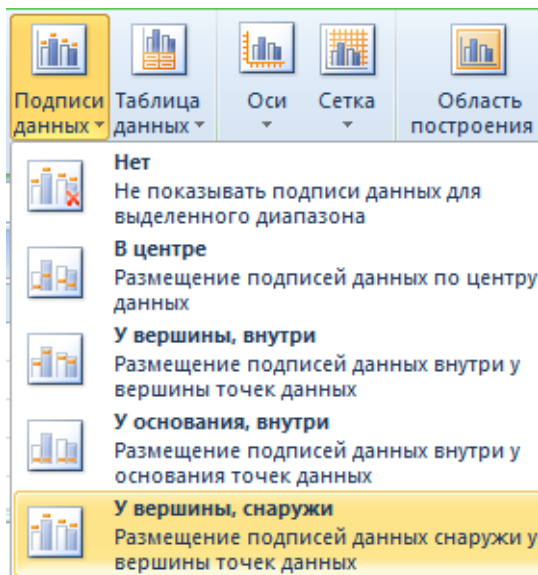 Подписи данных
Таблица данных
Оси
Сетка
Область построения
Нет
Не показывать подписи данных для
выделенного диапазона
В центре
Размещение подписей данных по центру
данных
У вершины, внутри
Размещение подписей данных внутри у
вершины точек данных
У основания, внутри
Размещение подписей данных внутри у
основания точек данных
У вершины, снаружи
Размещение подписей данных снаружи у
вершины точек данных